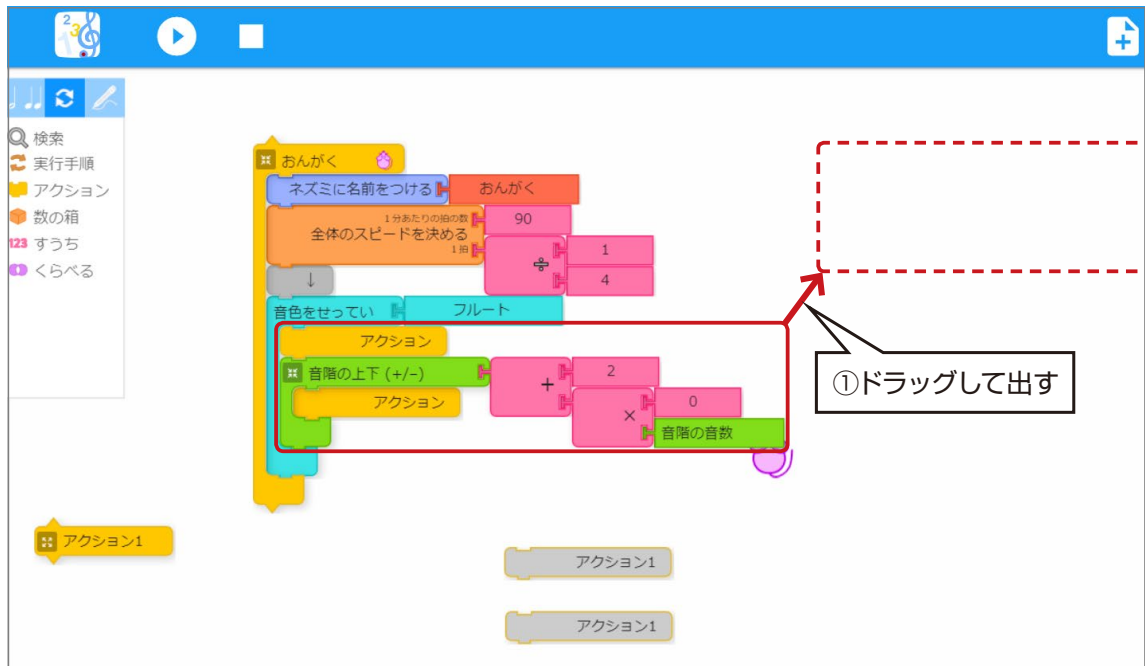 検索
実行手順
アクション
数の箱
123 すうち
くらべる
おんがく
ネズミに名前をつける おんがく
1分あたりの拍の数 90
全体のスピードを決める
1拍
÷
1
4
↓
音色をせってい フルート
アクション
音階の上下 (+/−)
+
2
アクション
×
0
音階の音数
①ドラッグして出す
アクション1
アクション1
アクション1